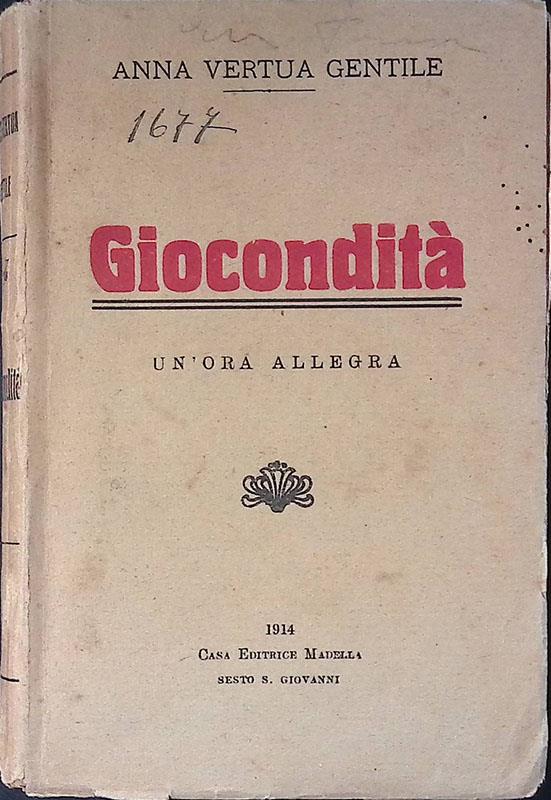 ANNA VERTUA GENTILE
1677
Giocondità
UN'ORA ALLEGRA
1914
CASA EDITRICE MADELLA
SESTO S. GIOVANNI